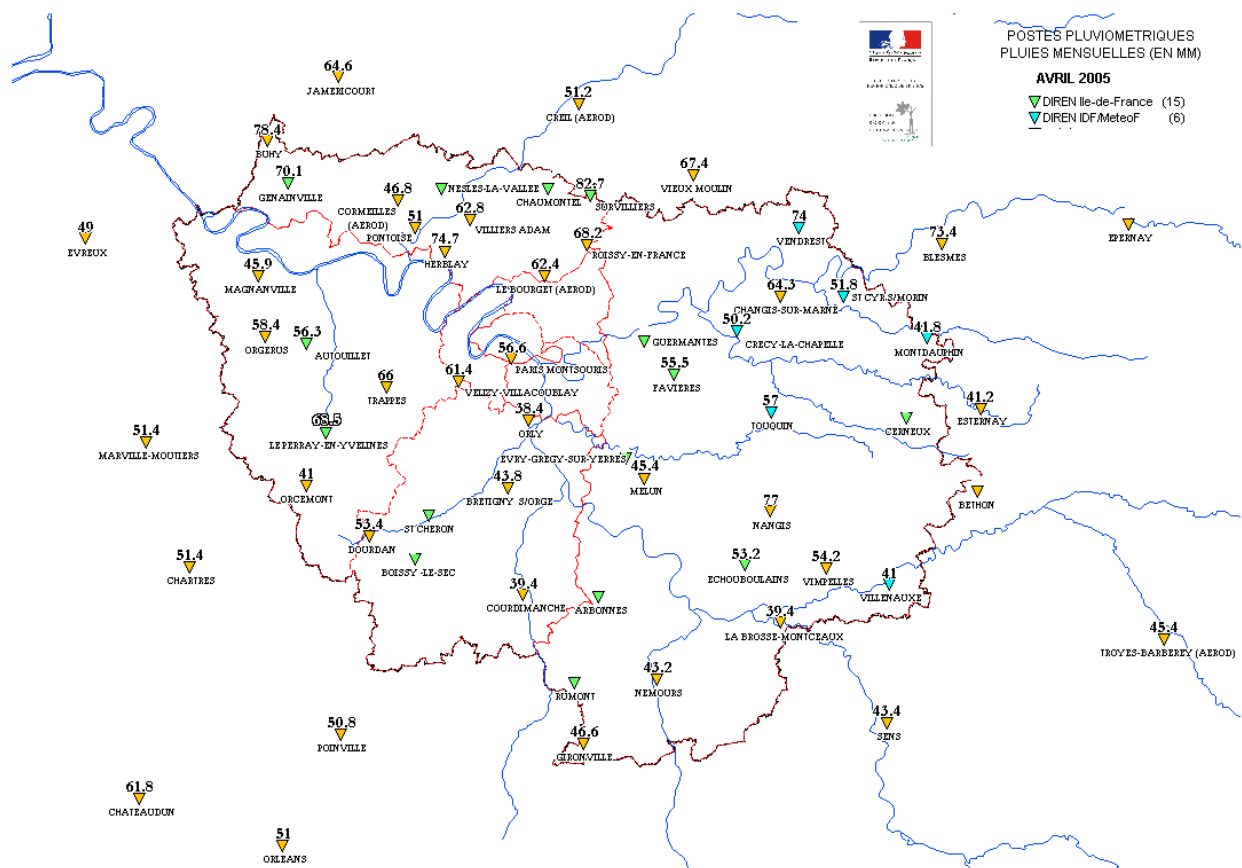 POSTES PLUVIOMETRIQUES
PLUIES MENSUELLES (EN MM)
AVRIL 2005
DIREN Ile-de-France (15)
DIREN IDF/MeteoF (6)
64.6
JAMERICOURT
51.2
CREIL (AEROD)
78.4
BUHY
70.1
GENAINVILLE
46.8
CORMEILLES
(AEROD)
NESLES-LA-VALLEE
CHAUMONTEL
82.7
SURVILLIERS
67.4
VIEUX MOULIN
49
EVREUX
51
PONTOISE
62.8
VILLIERS ADAM
74.7
HERBLAY
68.2
ROISSY-EN-FRANCE
74
VENDREST
73.4
BLESMES
EPERNAY
45.9
MAGNANVILLE
62.4
LE BOURGET (AEROD)
64.3
CHANGIS-SUR-MARNE
51.8
ST CYR.S/MORIN
58.4
ORGERUS
56.3
AUTOUILLET
56.6
PARIS MONTSOURIS
GUERMANTES
50.2
CRECY-LA-CHAPELLE
41.8
MONTDAUPHIN
66
TRAPPES
61.4
VELIZY-VILLACOUBLAY
55.5
FAVIERES
57
TOUQUIN
CERNEUX
41.2
ESTERNAY
51.4
MARVILLE-MOUTIERS
68.5
LEPERRAY-EN-YVELINES
38.4
ORLY
EVRY-GREGY-SUR-YERRES
45.4
MELUN
41
ORCEMONT
43.8
BRETIGNY S/ORGE
77
NANGIS
BETHON
53.4
DOURDAN
ST CHERON
51.4
CHARTRES
BOISSY-LE-SEC
53.2
ECHOUBOULAINS
54.2
VIMPELLES
41
VILLENAUXE
39.4
COURDIMANCHE
ARBONNES
39.4
LA BROSSE-MONTCEAUX
45.4
TROYES-BARBEREY (AEROD)
RUMONT
43.2
NEMOURS
50.8
POINVILLE
46.6
GIRONVILLE
43.4
SENS
61.8
CHATEAUDUN
51
ORLEANS